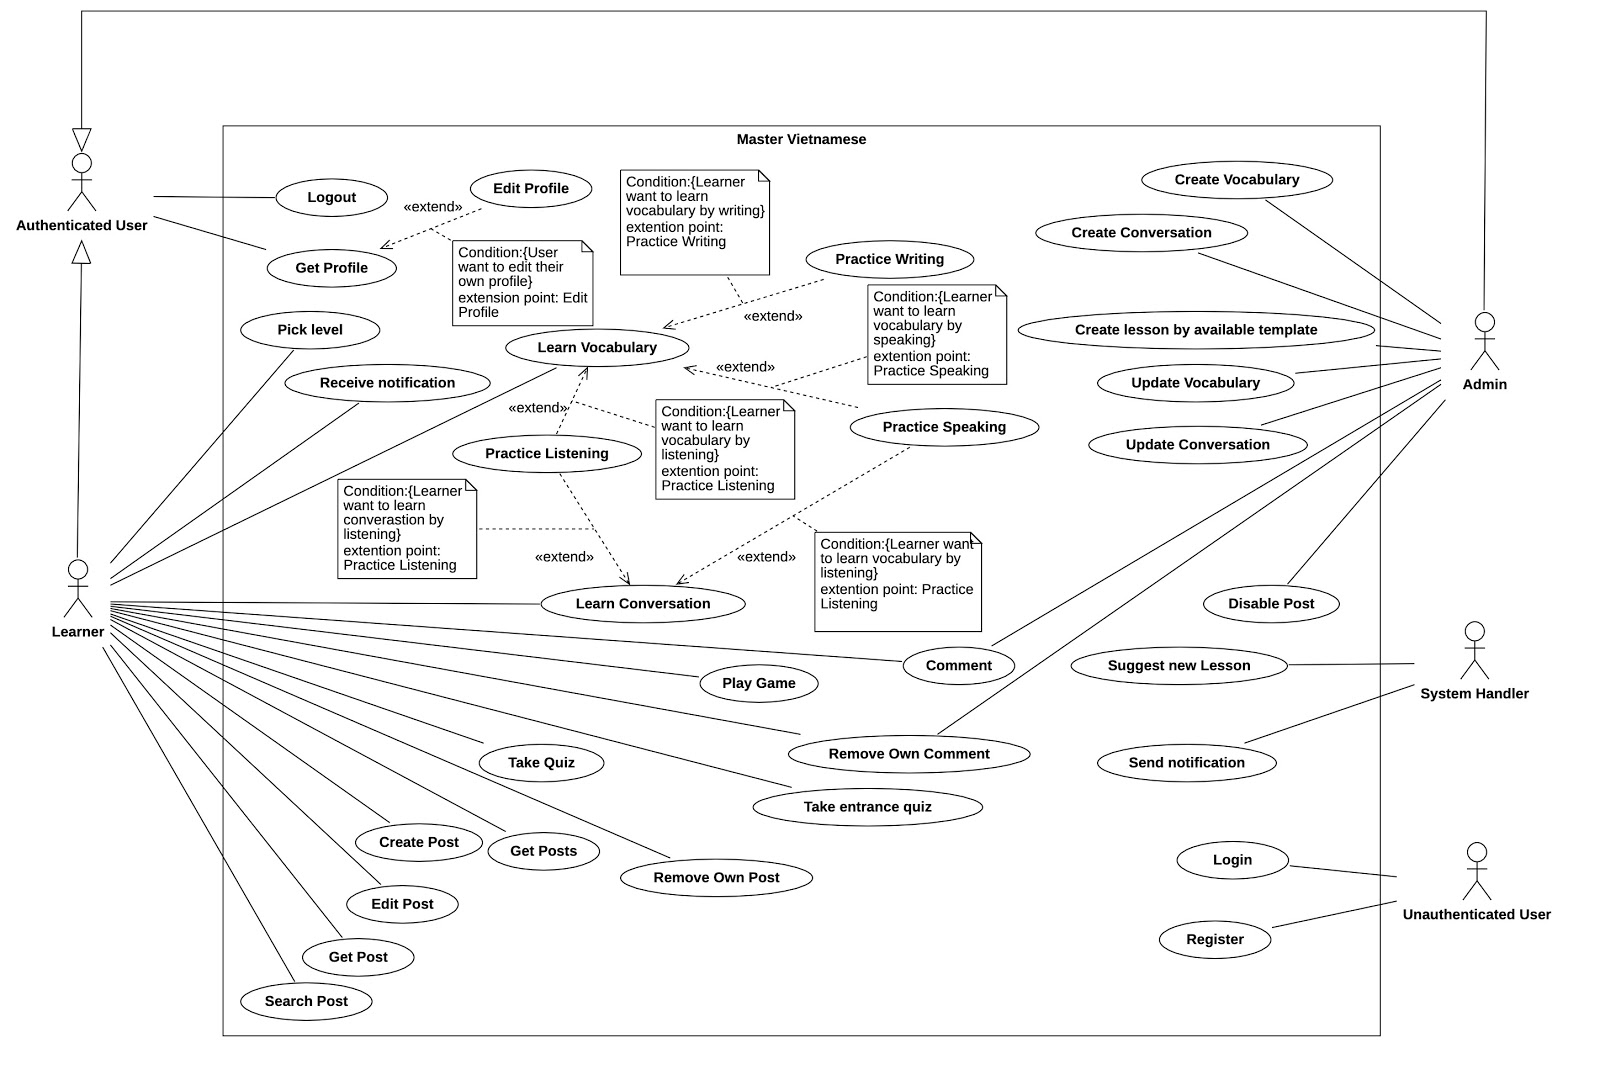 Master Vietnamese
Authenticated User
Logout
Get Profile
Edit Profile
«extend»
Condition:{User
want to edit their
own profile}
extension point: Edit
Profile
Condition:{Learner
want to learn
vocabulary by writing}
extention point:
Practice Writing
Practice Writing
«extend»
Condition:{Learner
want to learn
vocabulary by
speaking}
extention point:
Practice Speaking
Create Vocabulary
Create Conversation
Create lesson by available template
Update Vocabulary
Update Conversation
Admin
Pick level
Receive notification
Learn Vocabulary
«extend»
«extend»
Condition:{Learner
want to learn
vocabulary by
listening}
extention point:
Practice Listening
Practice Speaking
Practice Listening
Condition:{Learner
want to learn
converastion by
listening}
extention point:
Practice Listening
«extend»
«extend»
Condition:{Learner want
to learn vocabulary by
listening}
extention point: Practice
Listening
Learner
Learn Conversation
Disable Post
Comment
Suggest new Lesson
System Handler
Play Game
Remove Own Comment
Take Quiz
Send notification
Take entrance quiz
Create Post
Get Posts
Remove Own Post
Login
Edit Post
Unauthenticated User
Register
Get Post
Search Post